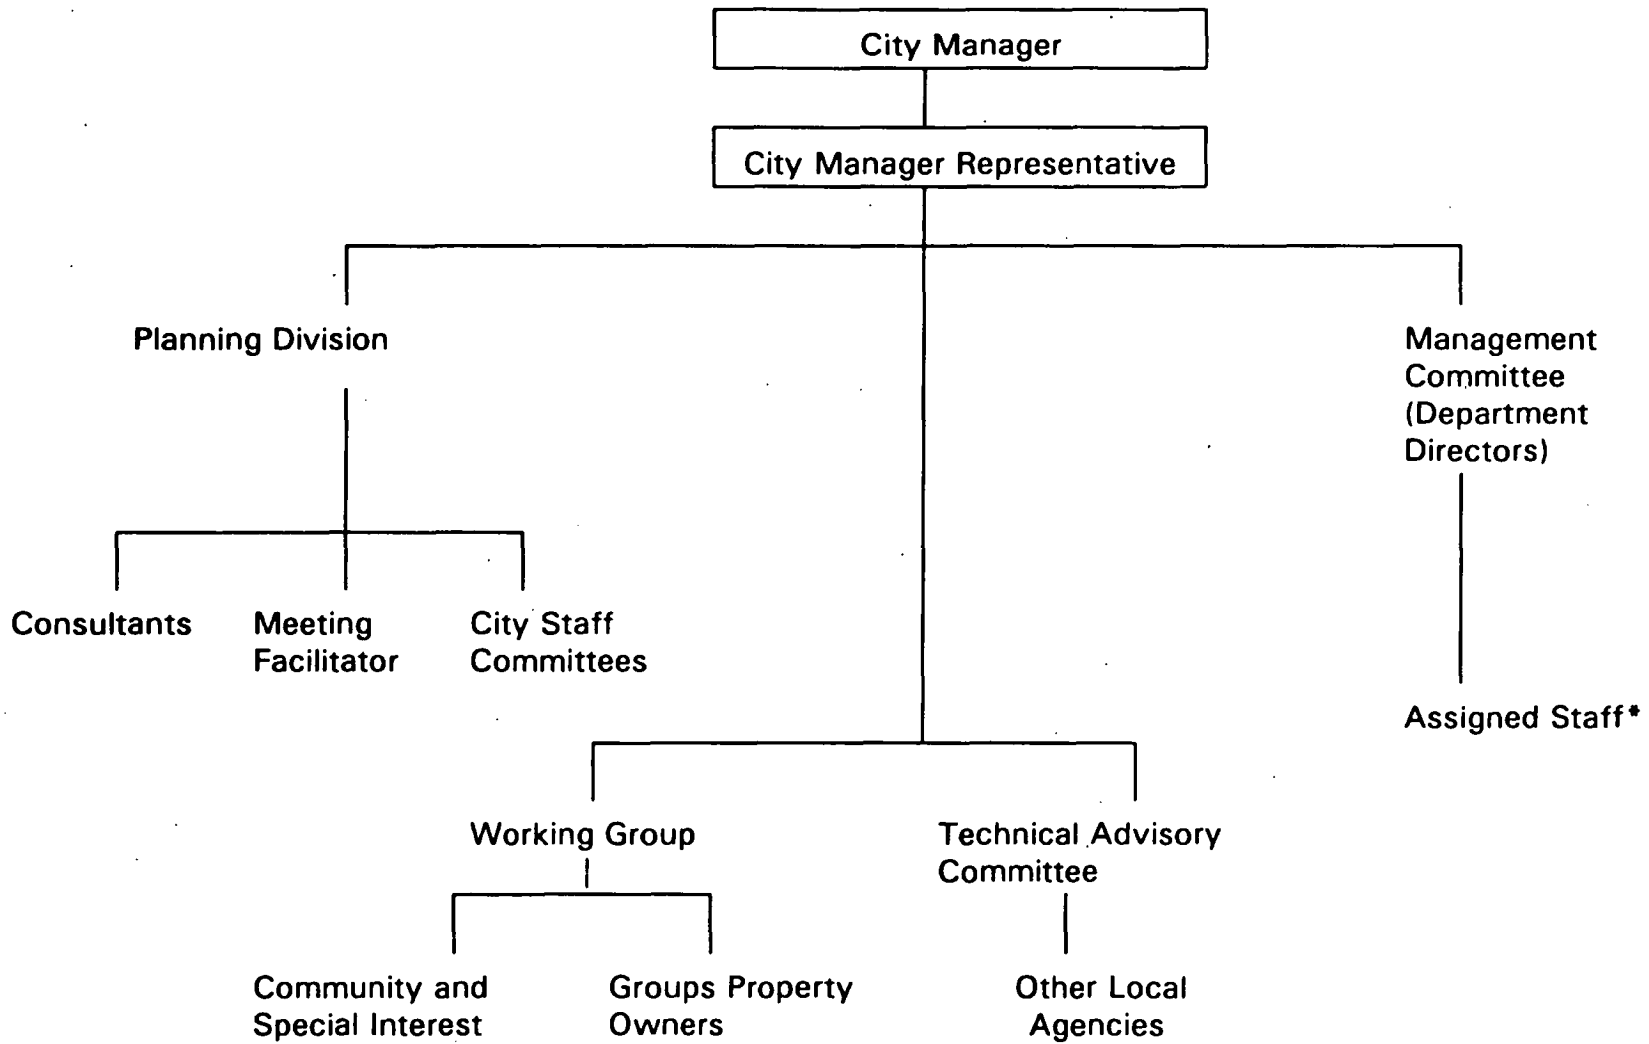 City Manager
City Manager Representative
Planning Division
Management
Committee
(Department
Directors)
Consultants
Meeting
Facilitator
City Staff
Committees
Assigned Staff*
Working Group
Technical Advisory
Committee
Community and
Special Interest
Groups Property
Owners
Other Local
Agencies